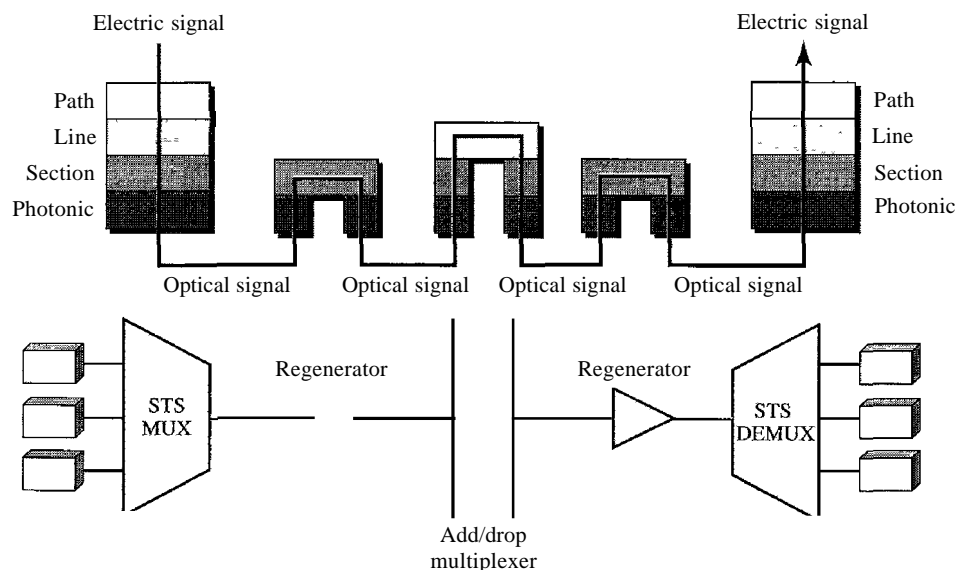 Electric signal
Electric signal
Path
Path
Line
Line
Section
Section
Photonic
Photonic
Optical signal
Optical signal
Optical signal
Optical signal
Regenerator
Regenerator
STS
MUX
STS
DEMUX
Add/drop
multiplexer